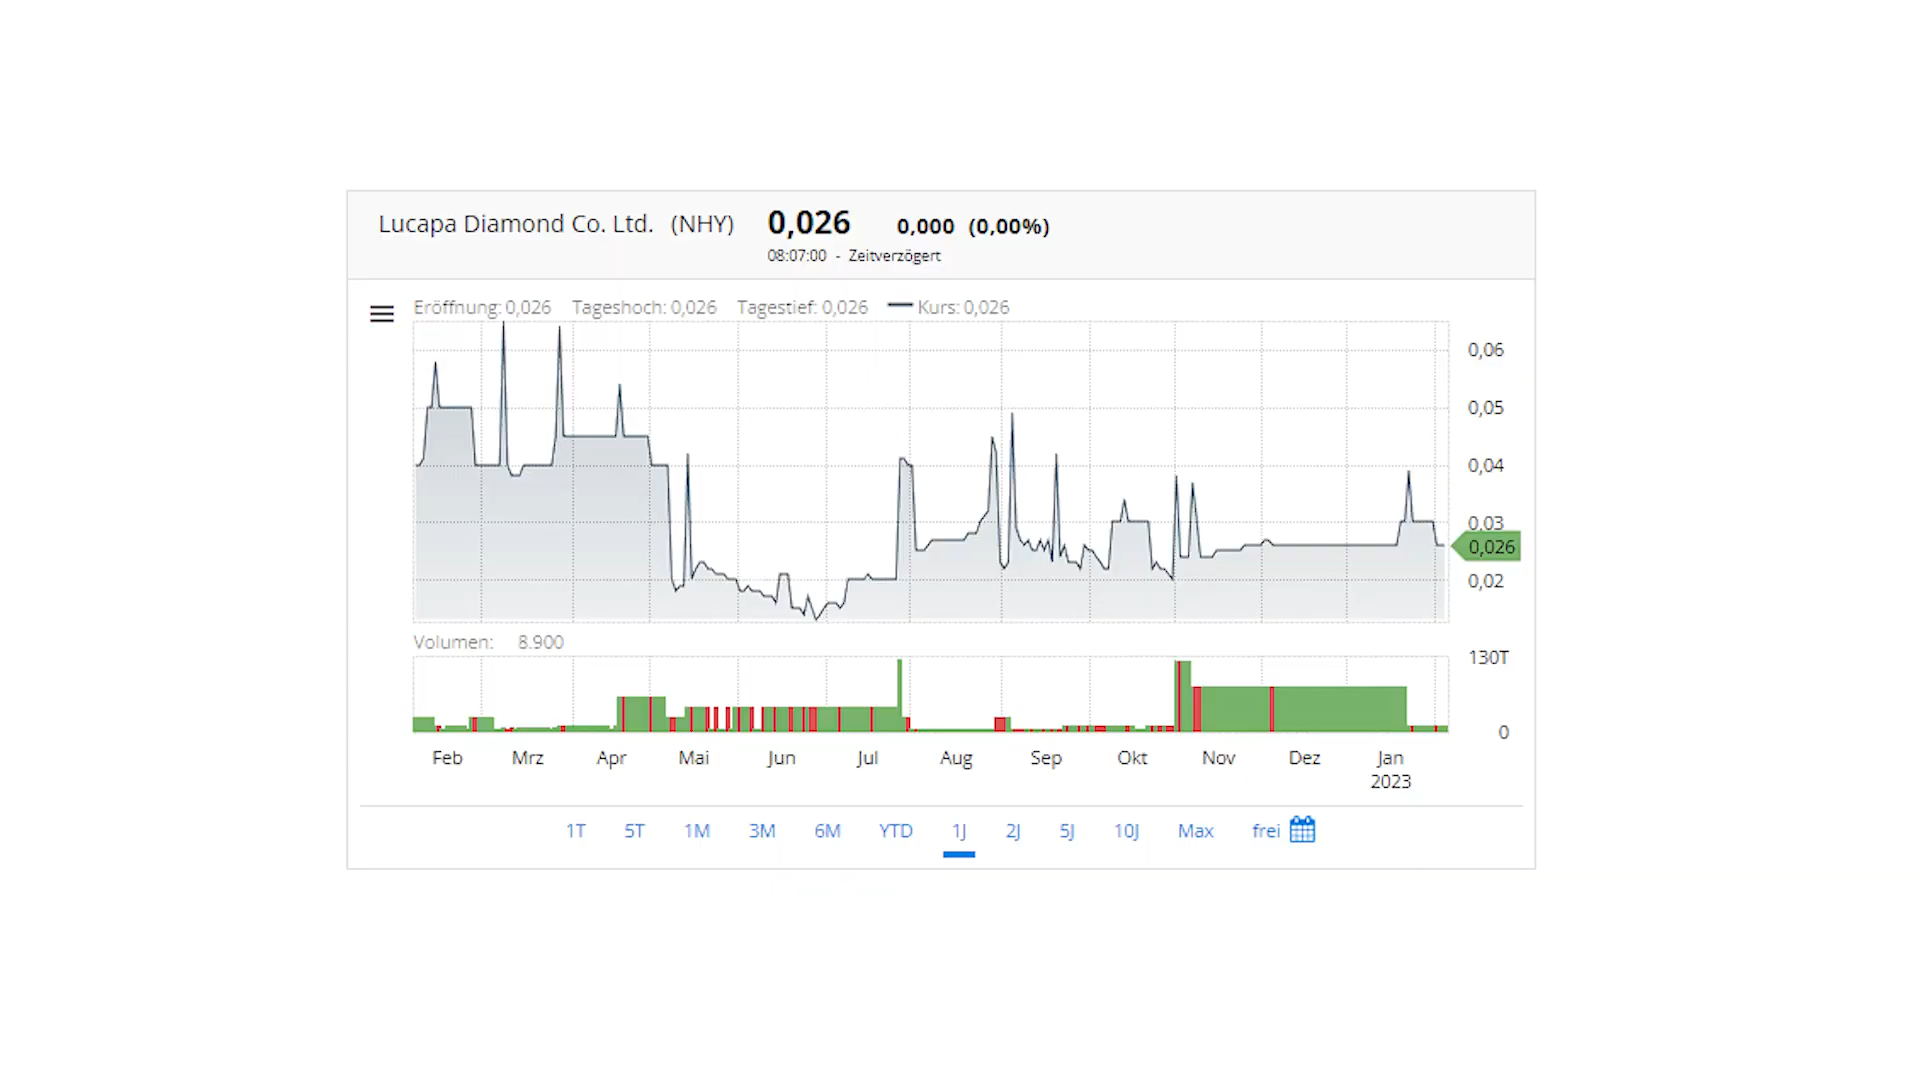 Lucapa Diamond Co. Ltd. (NHY) 0,026 0,000 (0,00%)
08:07:00 - Zeitverzögert
Eröffnung: 0,026 Tageshoch: 0,026 Tagestief: 0,026 Kurs: 0,026
0,06
0,05
0,04
0,03
0,026
0,02
Volumen: 8.900
130T
0
Feb Mrz Apr Mai Jun Jul Aug Sep Okt Nov Dez Jan
2023
1T 5T 1M 3M 6M YTD 1J 2J 5J 10J Max frei